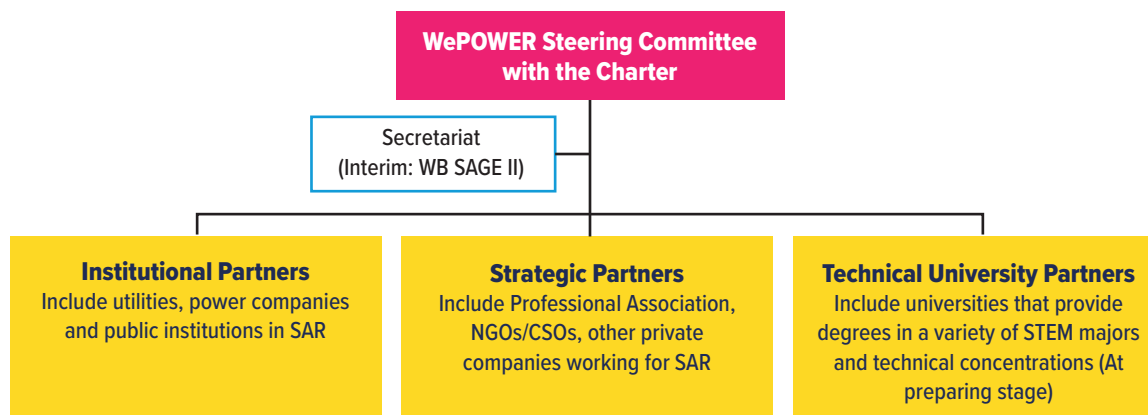 WePOWER Steering Committee
with the Charter
Secretariat
(Interim: WB SAGE II)
Institutional Partners
Include utilities, power companies
and public institutions in SAR
Strategic Partners
Include Professional Association,
NGOs/CSOs, other private
companies working for SAR
Technical University Partners
Include universities that provide
degrees in a variety of STEM majors
and technical concentrations (At
preparing stage)